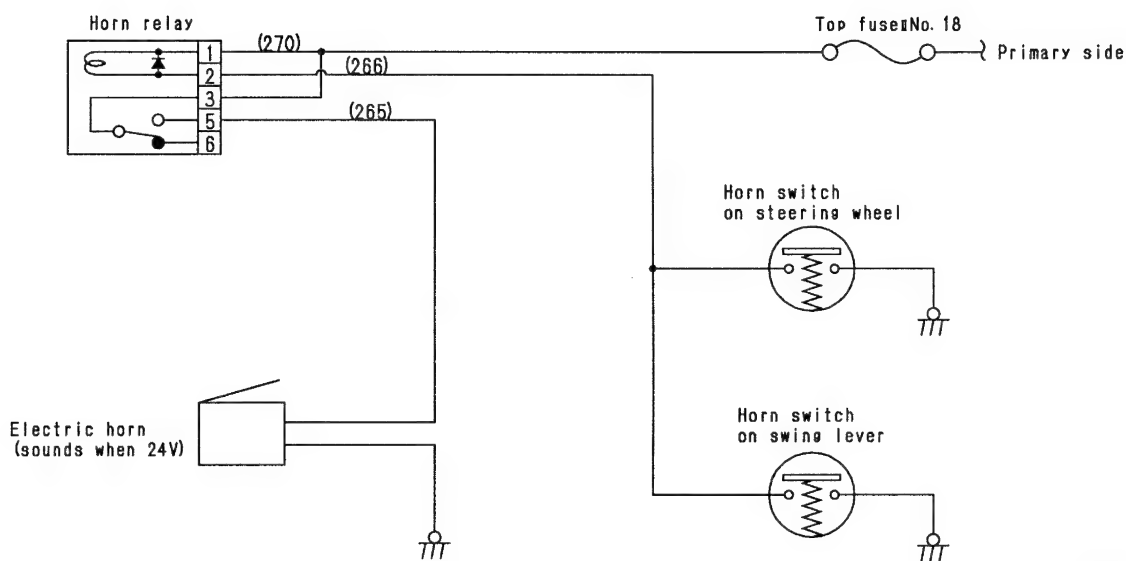 Horn relay
Top fuse No. 18
1
(270)
Primary side
2
(266)
3
5
(265)
6
Horn switch
on steering wheel
Horn switch
on swing lever
Electric horn
(sounds when 24V)